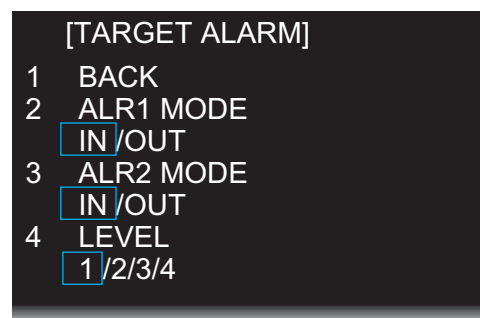 [TARGET ALARM]
1 BACK
2 ALR1 MODE
IN /OUT
3 ALR2 MODE
IN /OUT
4 LEVEL
1 /2/3/4